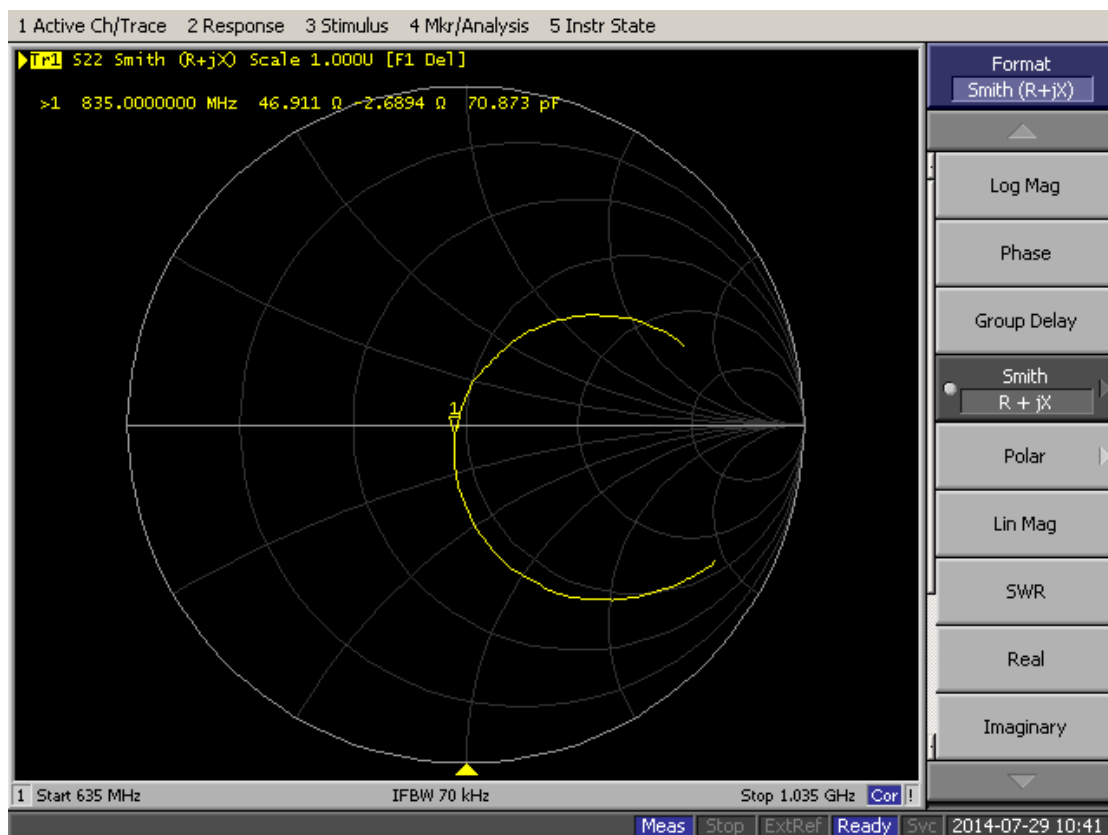 1 Active Ch/Trace 2 Response 3 Stimulus 4 Mkr/Analysis 5 Instr State
Tr1 S22 Smith (R+jX) Scale 1.000U [F1 Del]
>1 835.0000000 MHz 46.911 Ω -2.6894 Ω 70.873 pF
1
Format
Smith (R+jX)
Log Mag
Phase
Group Delay
Smith
R + jX
Polar
Lin Mag
SWR
Real
Imaginary
1 Start 635 MHz IFBW 70 kHz Stop 1.035 GHz Cor !
Meas Stop ExtRef Ready Svc 2014-07-29 10:41